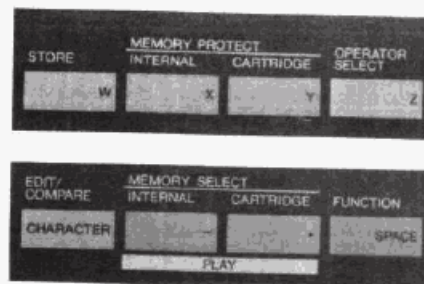 MEMORY PROTECT
OPERATOR
STORE INTERNAL CARTRIDGE SELECT
W X Y Z
EDIT/
MEMORY SELECT
COMPARE INTERNAL CARTRIDGE FUNCTION
CHARACTER - • SPACE
PLAY